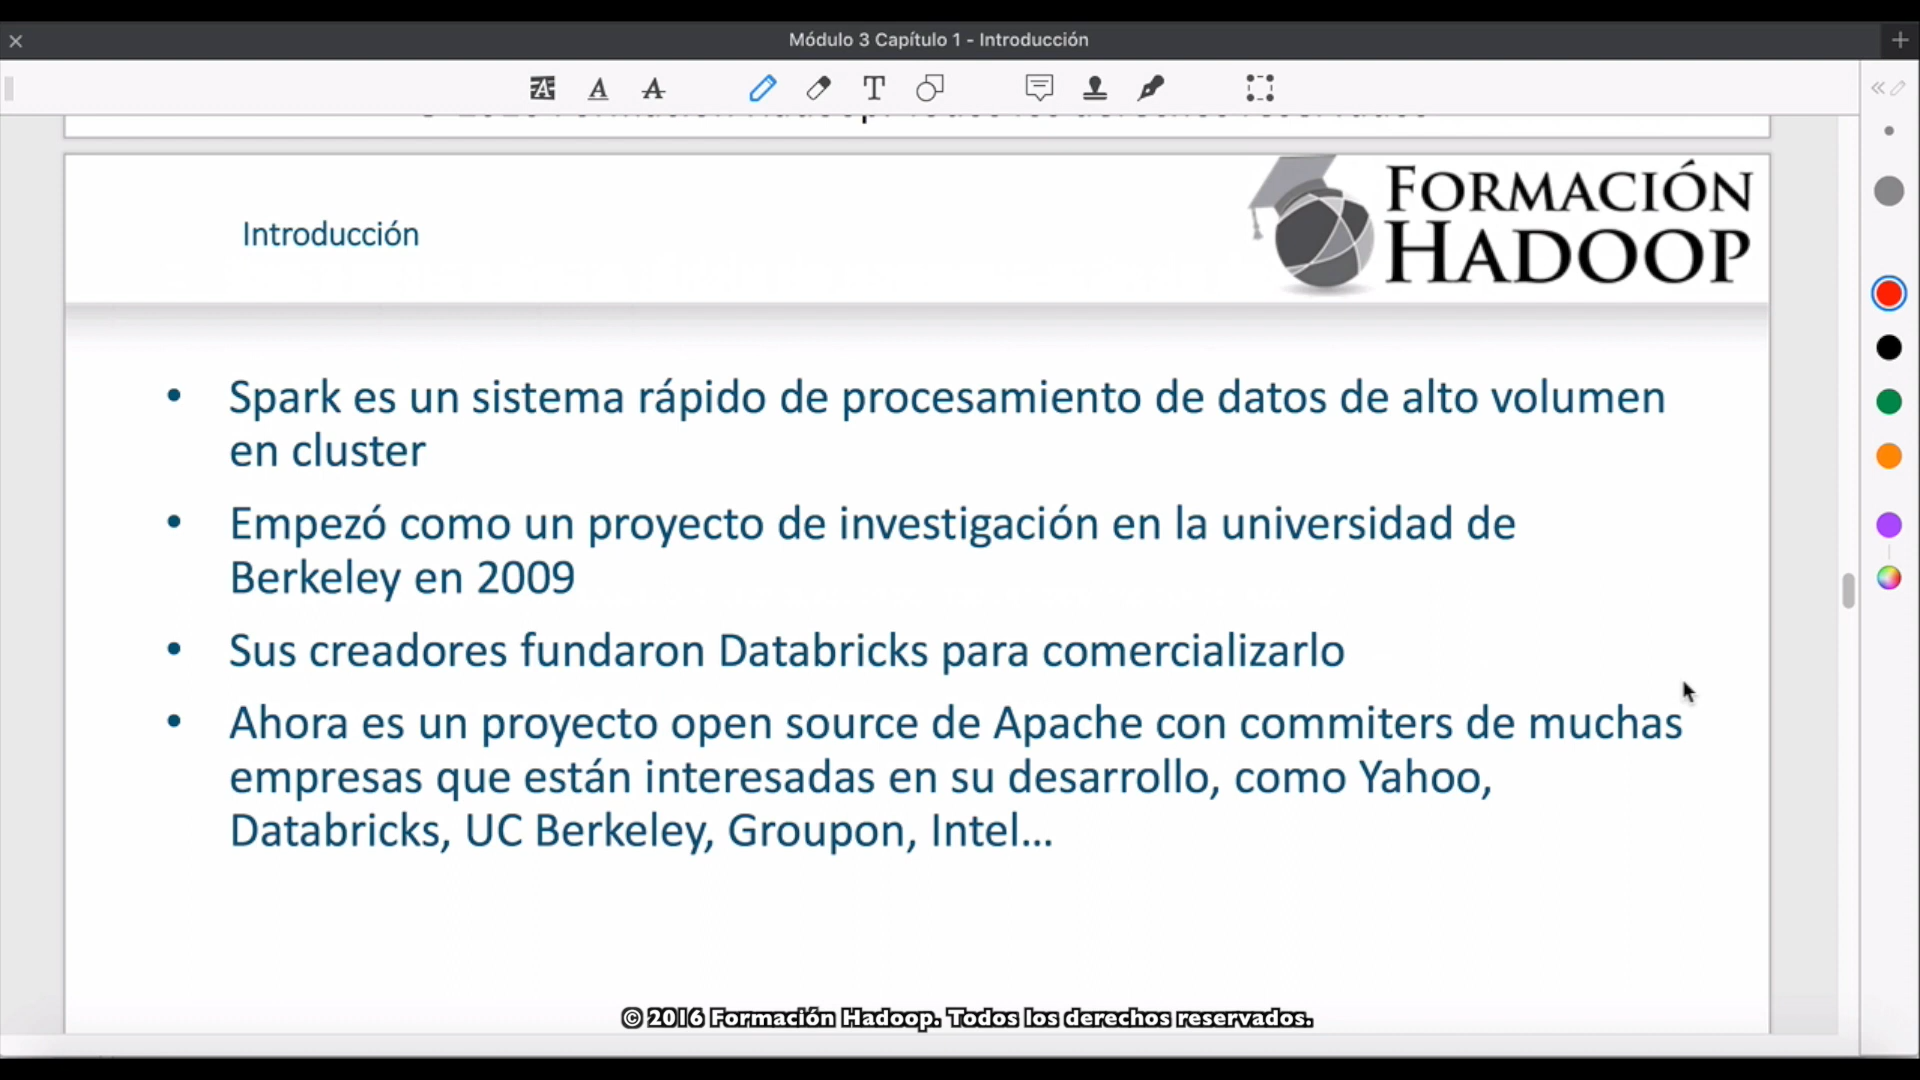 Módulo 3 Capítulo 1 - Introducción
Introducción
FORMACIÓN
HADOOP
• Spark es un sistema rápido de procesamiento de datos de alto volumen
en cluster
• Empezó como un proyecto de investigación en la universidad de
Berkeley en 2009
• Sus creadores fundaron Databricks para comercializarlo
• Ahora es un proyecto open source de Apache con commiters de muchas
empresas que están interesadas en su desarrollo, como Yahoo,
Databricks, UC Berkeley, Groupon, Intel...
© 2016 Formación Hadoop. Todos los derechos reservados.